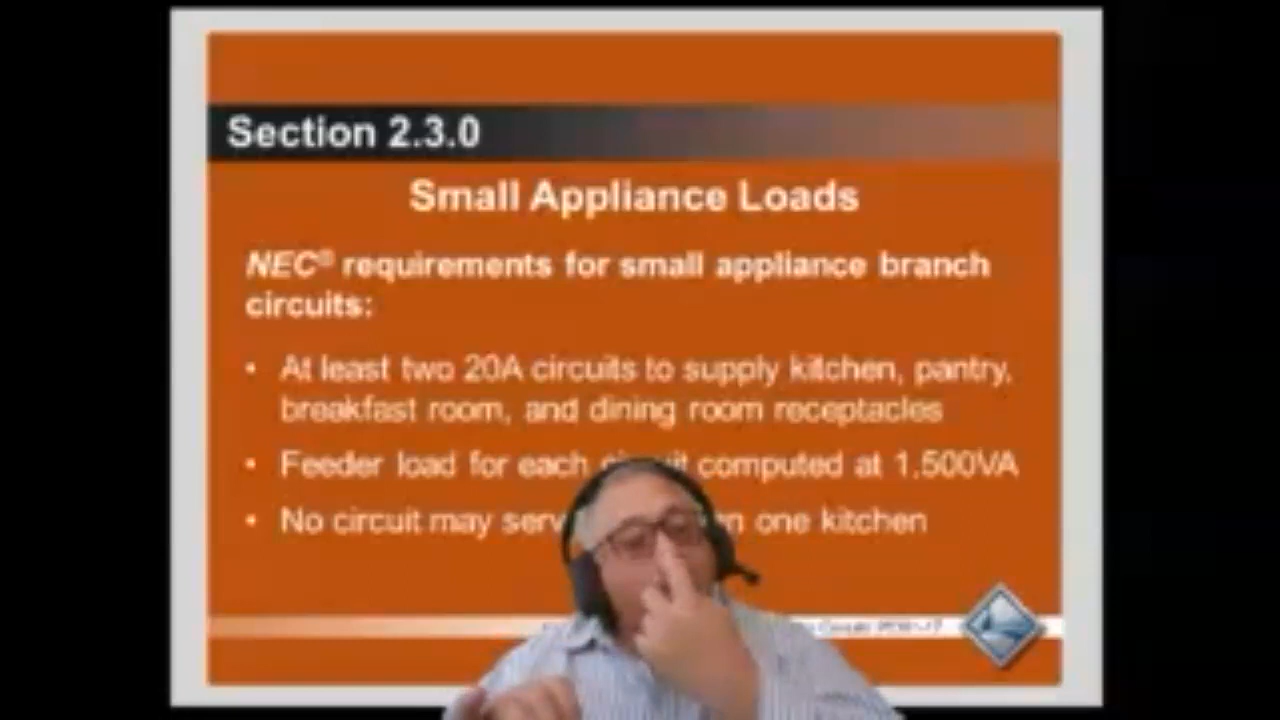 Section 2.3.0
Small Appliance Loads
NEC® requirements for small appliance branch
circuits:
• At least two 20A circuits to supply kitchen, pantry,
breakfast room, and dining room receptacles
• Feeder load for each circuit computed at 1,500VA
• No circuit may one kitchen